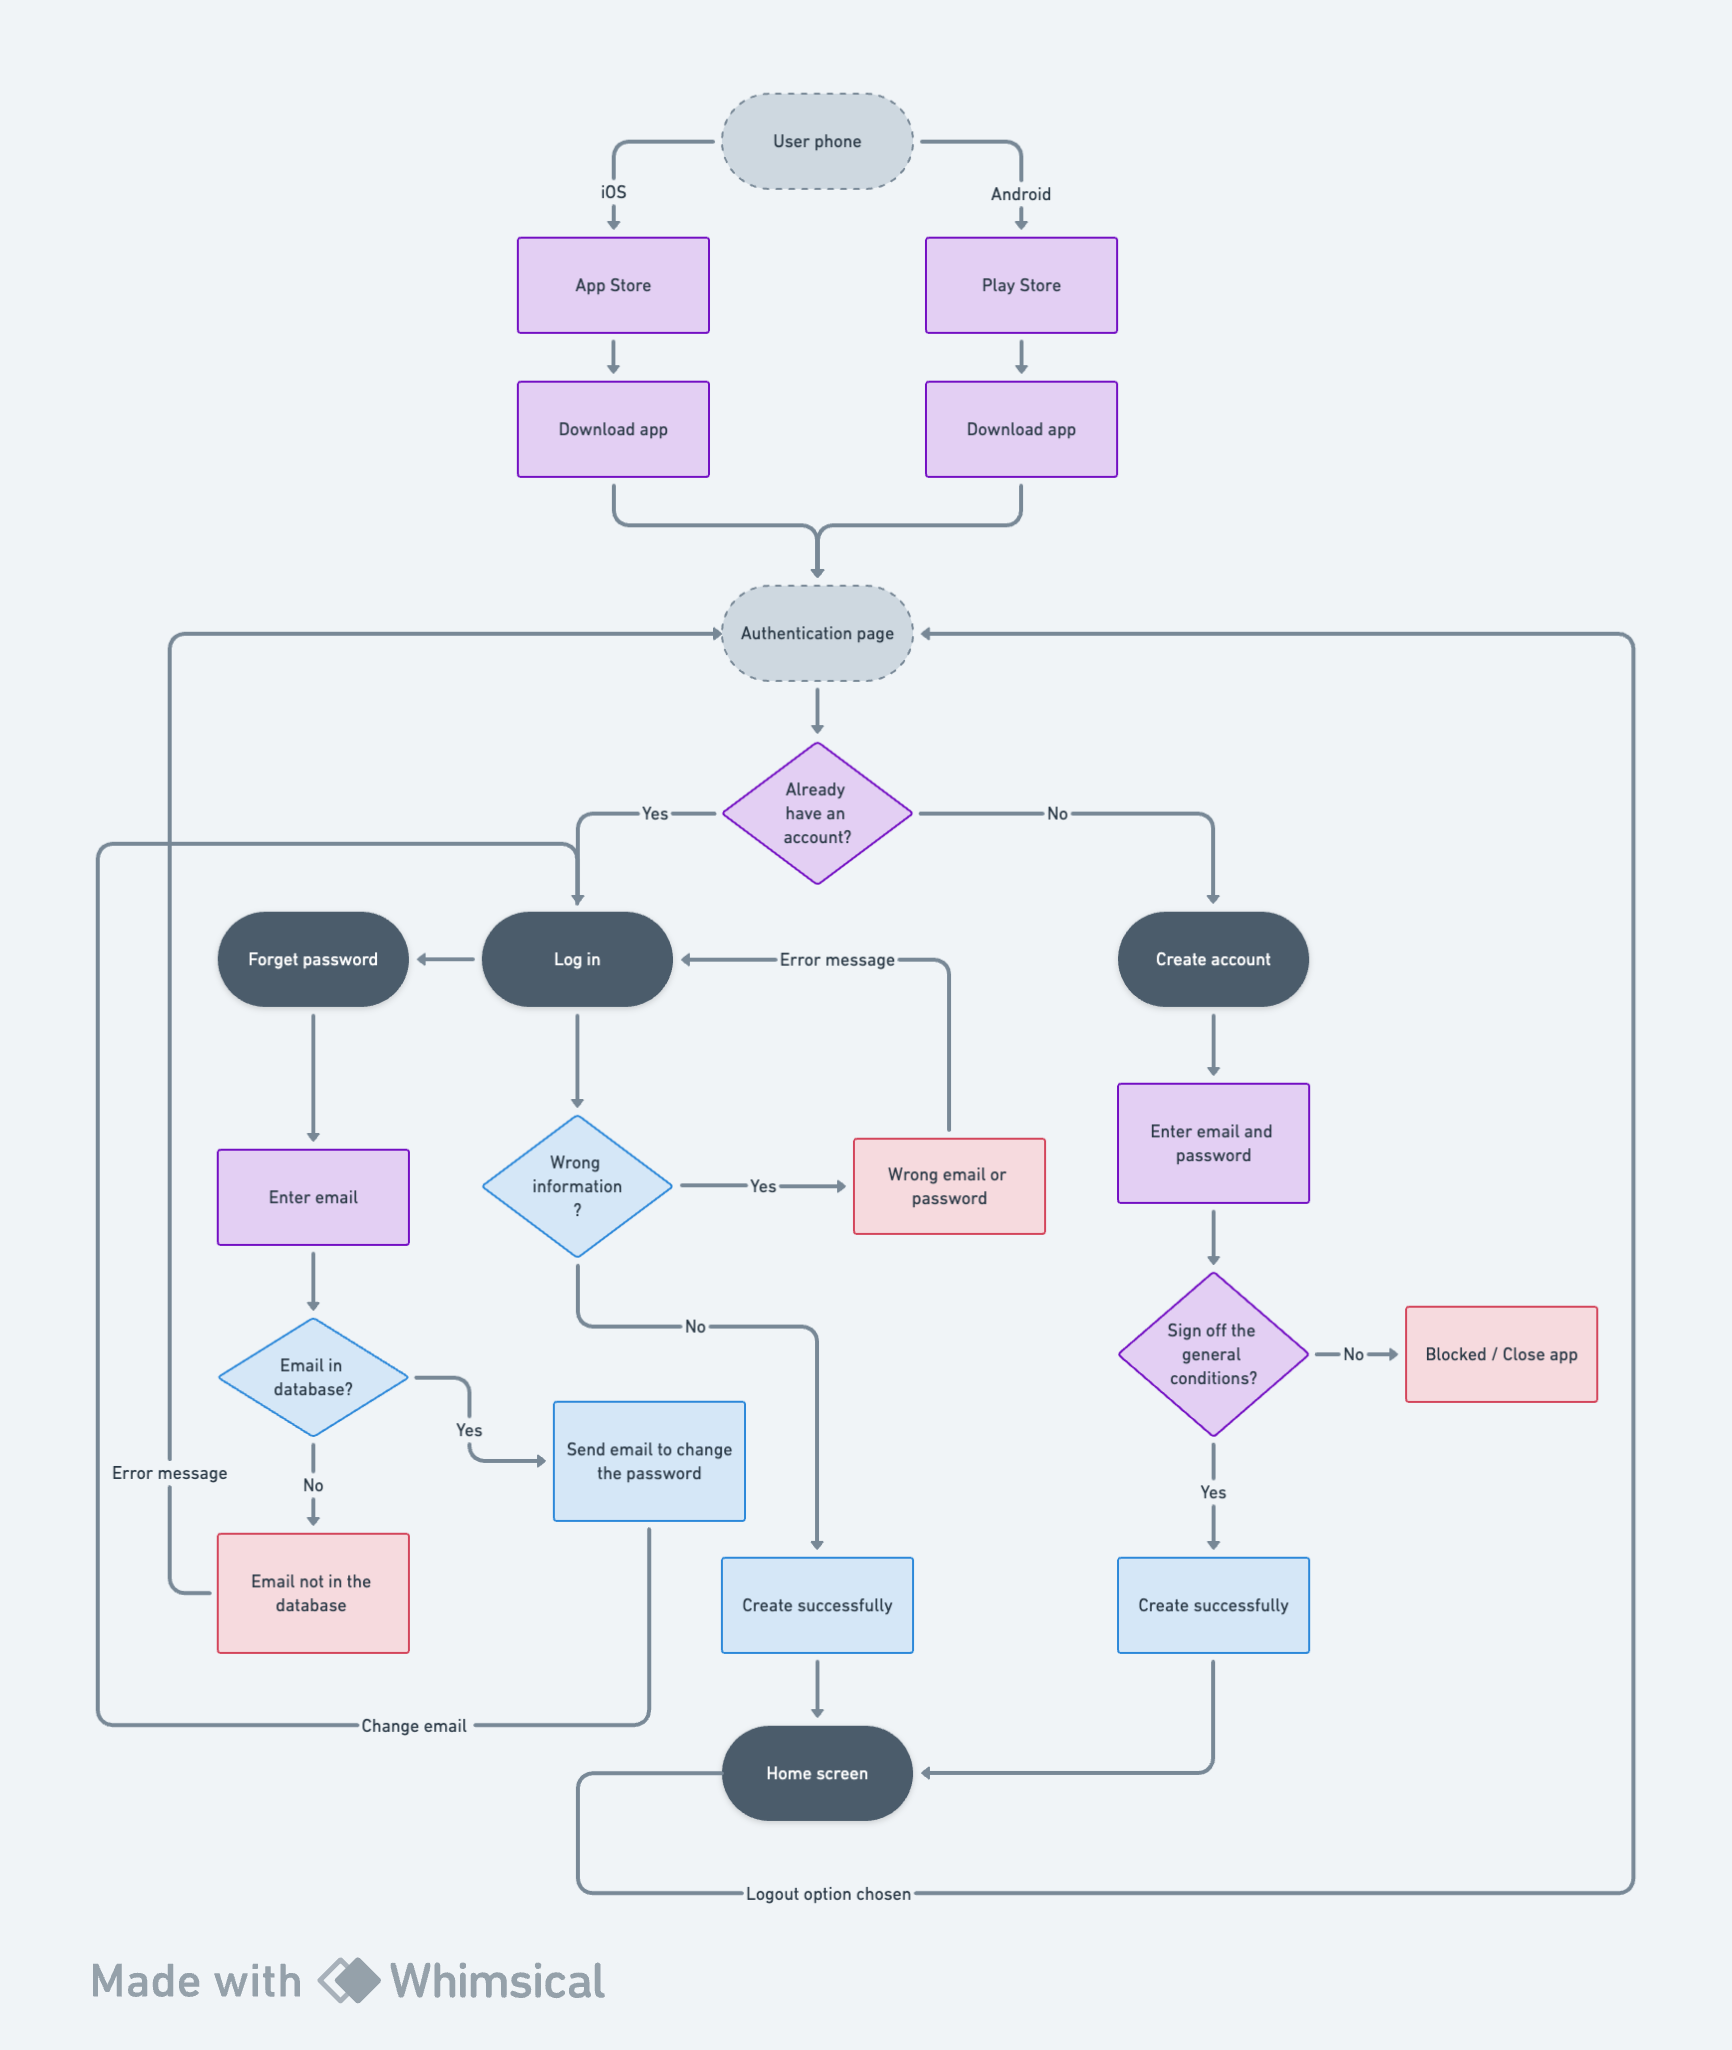 User phone
iOS
Android
App Store
Play Store
Download app
Download app
Authentication page
Already
have an
account?
Yes
No
Forget password
Log in
Error message
Create account
Enter email and
password
Wrong
information
?
Yes
Wrong email or
password
Enter email
No
Sign off the
general
conditions?
No
Blocked / Close app
Email in
database?
Yes
Send email to change
the password
Error message
No
Yes
Email not in the
database
Create successfully
Create successfully
Change email
Home screen
Logout option chosen
Made with Whimsical